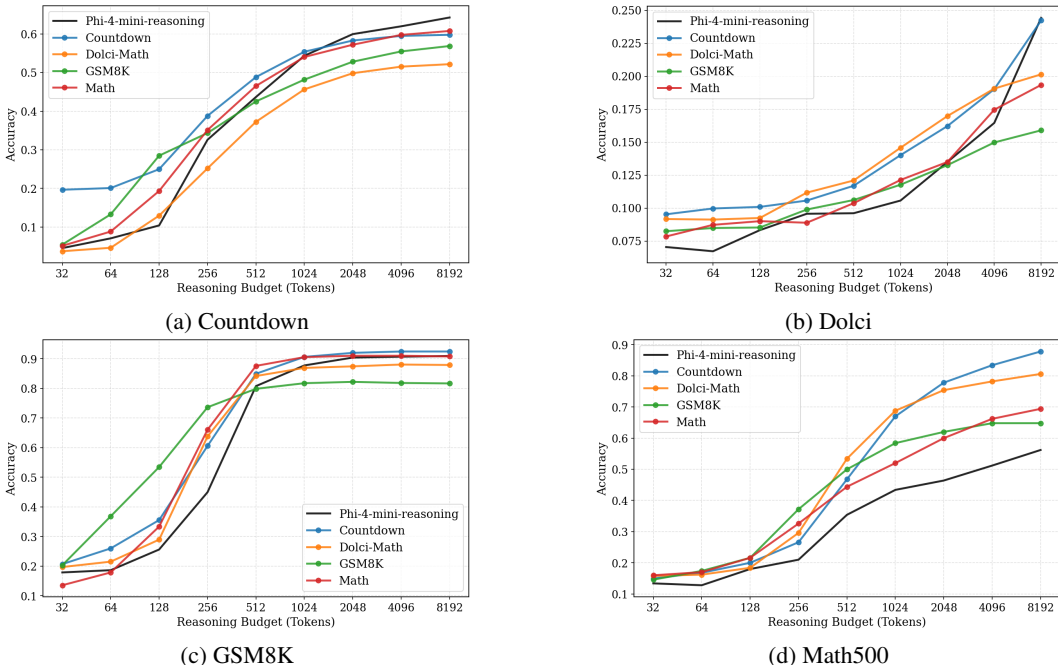 Phi-4-mini-reasoning
Countdown
Dolci-Math
GSM8K
Math
Accuracy
0.6
0.5
0.4
0.3
0.2
0.1
32 64 128 256 512 1024 2048 4096 8192
Reasoning Budget (Tokens)
(a) Countdown
Phi-4-mini-reasoning
Countdown
Dolci-Math
GSM8K
Math
Accuracy
0.250
0.225
0.200
0.175
0.150
0.125
0.100
0.075
32 64 128 256 512 1024 2048 4096 8192
Reasoning Budget (Tokens)
(b) Dolci
Accuracy
0.9
0.8
0.7
0.6
0.5
0.4
0.3
0.2
0.1
Phi-4-mini-reasoning
Countdown
Dolci-Math
GSM8K
Math
32 64 128 256 512 1024 2048 4096 8192
Reasoning Budget (Tokens)
(c) GSM8K
Phi-4-mini-reasoning
Countdown
Dolci-Math
GSM8K
Math
Accuracy
0.9
0.8
0.7
0.6
0.5
0.4
0.3
0.2
0.1
32 64 128 256 512 1024 2048 4096 8192
Reasoning Budget (Tokens)
(d) Math500